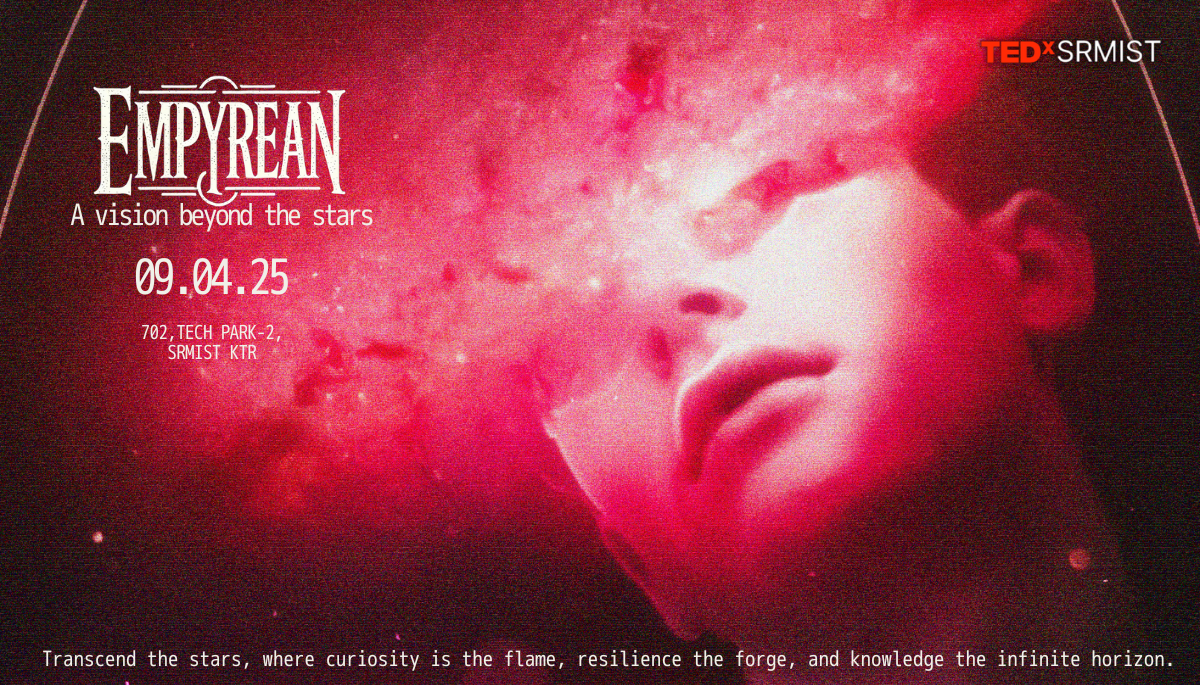 TEDxSRMIST
EMPYREAN
A vision beyond the stars
09.04.25
702,TECH PARK-2,
SRMIST KTR
Transcend the stars, where curiosity is the flame, resilience the forge, and knowledge the infinite horizon.